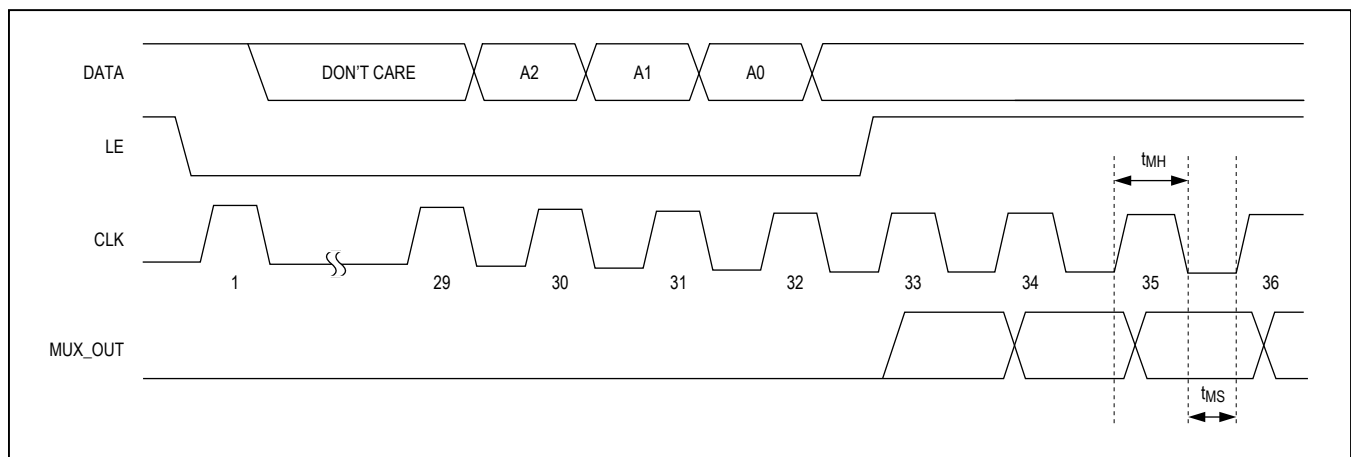 DATA DON'T CARE A2 A1 A0
LE
tMH
CLK
1 29 30 31 32 33 34 35 36
MUX_OUT
tMS